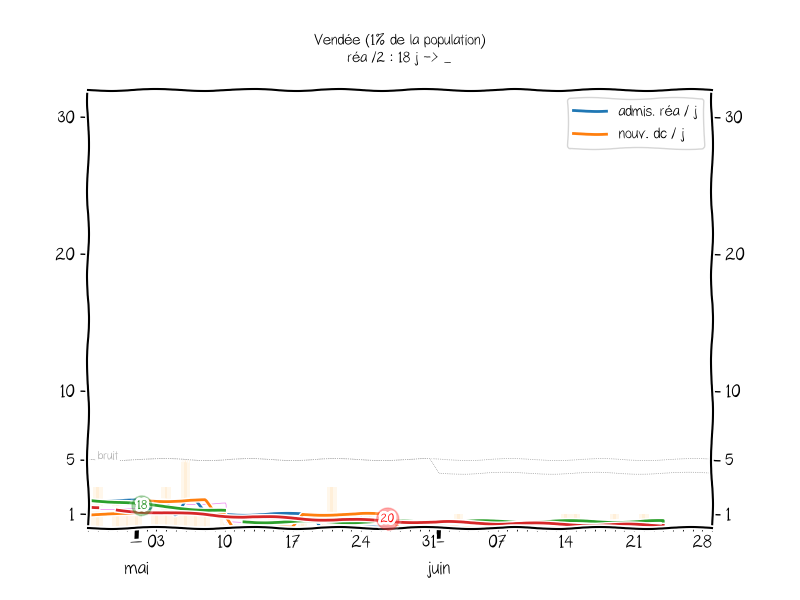 Vendée (1% de la population)
réa /2 : 18 j -> _
30
30
admis. réa / j
nouv. dc / j
20
20
10
10
5
bruit
5
18
20
1
1
03 10 17 24 31 07 14 21 28
mai juin